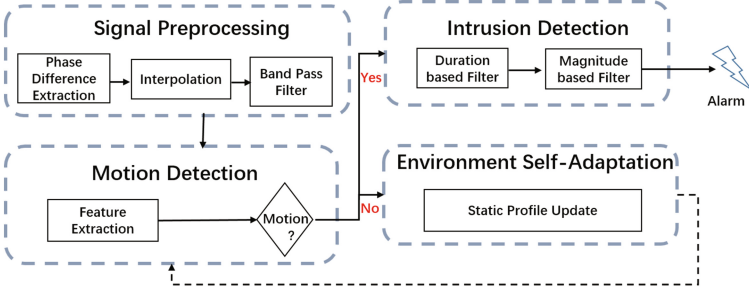 Signal Preprocessing
Phase
Difference
Extraction
Interpolation
Band Pass
Filter
Intrusion Detection
Duration
based Filter
Magnitude
based Filter
Alarm
Yes
Motion Detection
Feature
Extraction
Motion
?
No
Environment Self-Adaptation
Static Profile Update